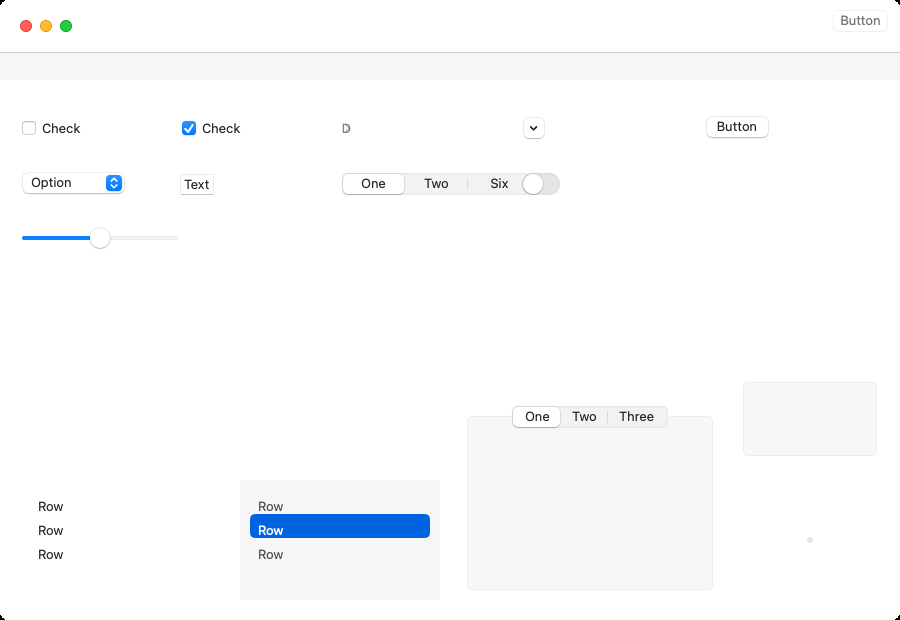 Button
Check
Check
Button
Option
Text
One Two Six
One Two Three
Row
Row
Row
Row
Row
Row